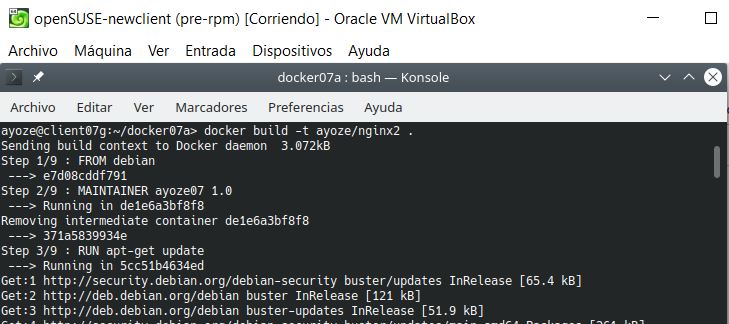 openSUSE-newclient (pre-rpm) [Corriendo] - Oracle VM VirtualBox
Archivo Máquina Ver Entrada Dispositivos Ayuda
docker07a : bash — Konsole
Archivo Editar Ver Marcadores Preferencias Ayuda
ayoze@client07g:~/docker07a> docker build -t ayoze/nginx2 .
Sending build context to Docker daemon  3.072kB
Step 1/9 : FROM debian
 ---> e7d08cddf791
Step 2/9 : MAINTAINER ayoze07 1.0
 ---> Running in de1e6a3bf8f8
Removing intermediate container de1e6a3bf8f8
 ---> 371a5839934e
Step 3/9 : RUN apt-get update
 ---> Running in 5cc51b4634ed
Get:1 http://security.debian.org/debian-security buster/updates InRelease [65.4 kB]
Get:2 http://deb.debian.org/debian buster InRelease [121 kB]
Get:3 http://deb.debian.org/debian buster-updates InRelease [51.9 kB]